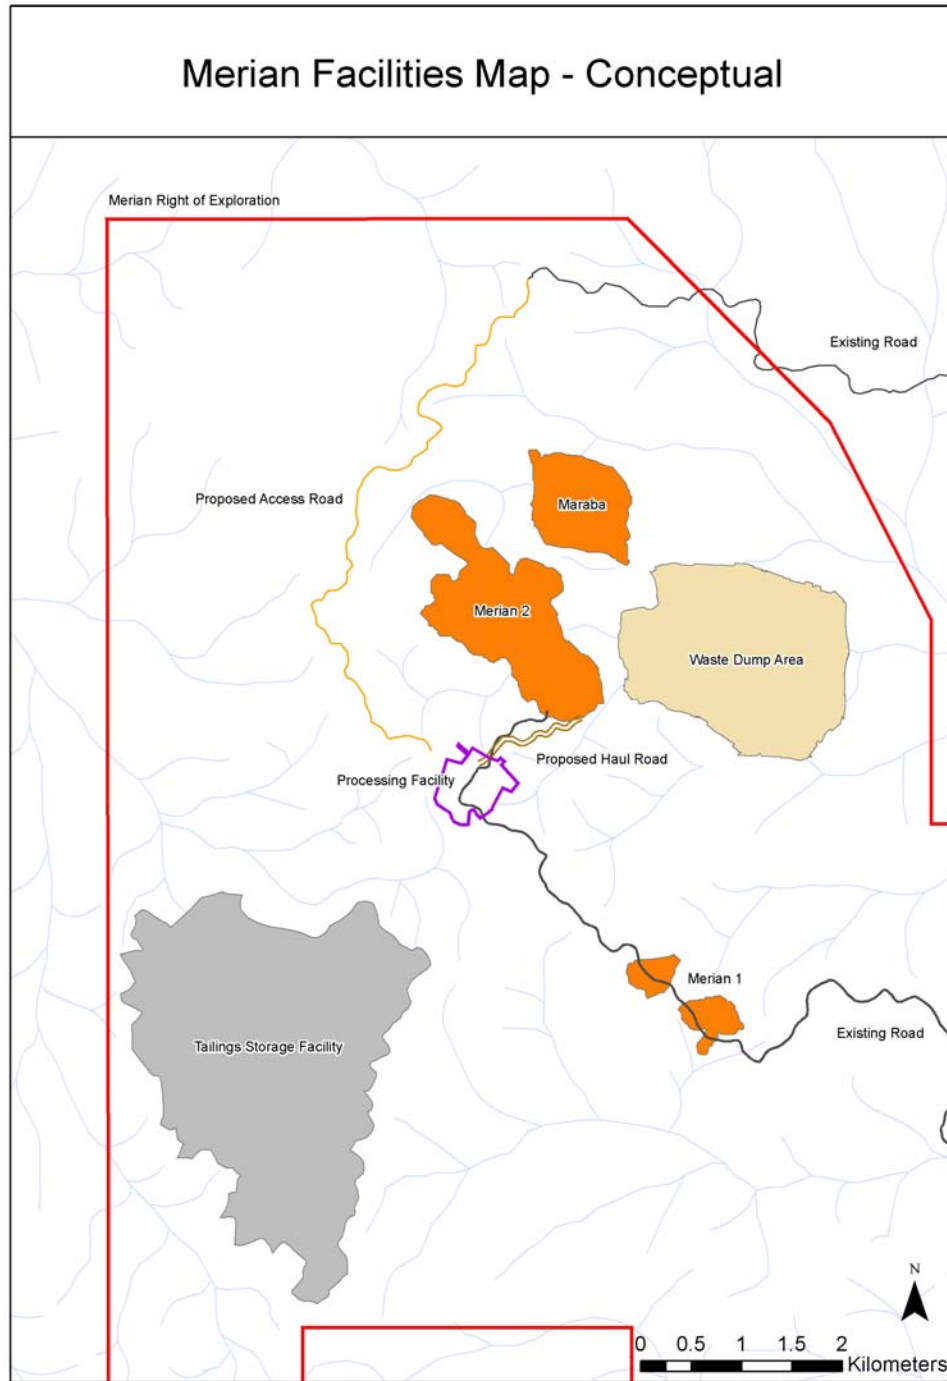 Merian Facilities Map - Conceptual
Merian Right of Exploration
Existing Road
Proposed Access Road
Maraba
Merian 2
Waste Dump Area
Proposed Haul Road
Processing Facility
Merian 1
Existing Road
Tailings Storage Facility
N
0 0.5 1 1.5 2
Kilometers